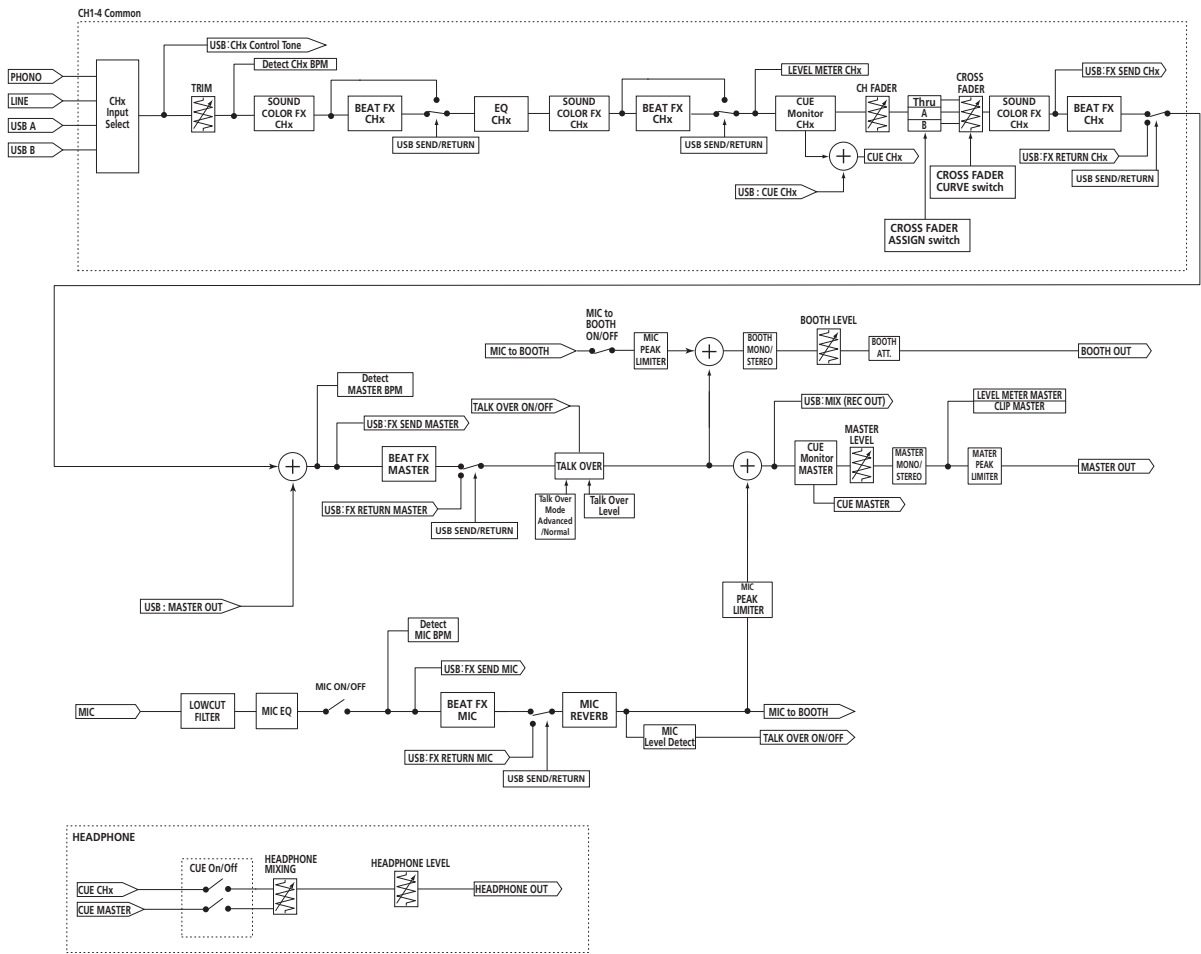 CH1-4 Common
USB:CHx Control Tone
Detect CHx BPM
PHONO
LINE
USB A
USB B
CHx
Input
Select
TRIM
SOUND
COLOR FX
CHx
BEAT FX
CHx
USB SEND/RETURN
EQ
CHx
SOUND
COLOR FX
CHx
BEAT FX
CHx
USB SEND/RETURN
LEVEL METER CHx
CUE
Monitor
CHx
CUE CHx
USB : CUE CHx
CH FADER
Thru
A
B
CROSS
FADER
CROSS FADER
CURVE switch
CROSS FADER
ASSIGN switch
SOUND
COLOR FX
CHx
USB:FX SEND CHx
BEAT FX
CHx
USB:FX RETURN CHx
USB SEND/RETURN
MIC to BOOTH
MIC to
BOOTH
ON/OFF
MIC
PEAK
LIMITER
BOOTH
MONO/
STEREO
BOOTH LEVEL
BOOTH
ATT.
BOOTH OUT
Detect
MASTER BPM
USB:FX SEND MASTER
BEAT FX
MASTER
USB:FX RETURN MASTER
USB SEND/RETURN
TALK OVER ON/OFF
TALK OVER
Talk Over
Mode
Advanced
/Normal
Talk Over
Level
USB:MIX (REC OUT)
CUE
Monitor
MASTER
CUE MASTER
MASTER
LEVEL
MASTER
MONO/
STEREO
LEVEL METER MASTER
CLIP MASTER
MATER
PEAK
LIMITER
MASTER OUT
USB : MASTER OUT
MIC
PEAK
LIMITER
MIC
LOWCUT
FILTER
MIC EQ
MIC ON/OFF
Detect
MIC BPM
USB:FX SEND MIC
BEAT FX
MIC
USB:FX RETURN MIC
USB SEND/RETURN
MIC
REVERB
MIC to BOOTH
MIC
Level Detect
TALK OVER ON/OFF
HEADPHONE
CUE CHx
CUE MASTER
CUE On/Off
HEADPHONE
MIXING
HEADPHONE LEVEL
HEADPHONE OUT